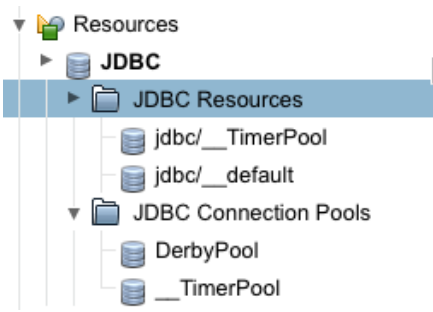 Resources
JDBC
JDBC Resources
jdbc/__TimerPool
jdbc/__default
JDBC Connection Pools
DerbyPool
__TimerPool